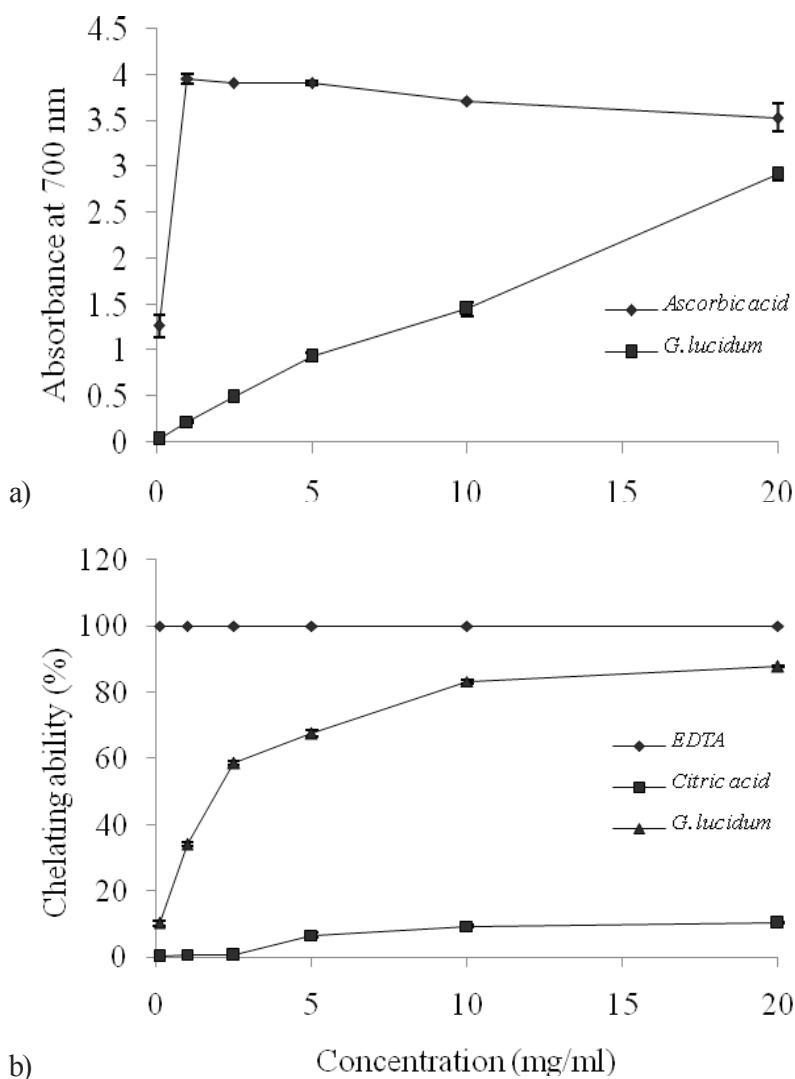 4.5
4
3.5
3
2.5
2
1.5
1
0.5
0
Absorbance at 700 nm
Ascorbic acid
G.lucidum
0 5 10 15 20
a)
120
100
80
60
40
20
0
Chelating ability (%)
EDTA
Citric acid
G.lucidum
0 5 10 15 20
Concentration (mg/ml)
b)